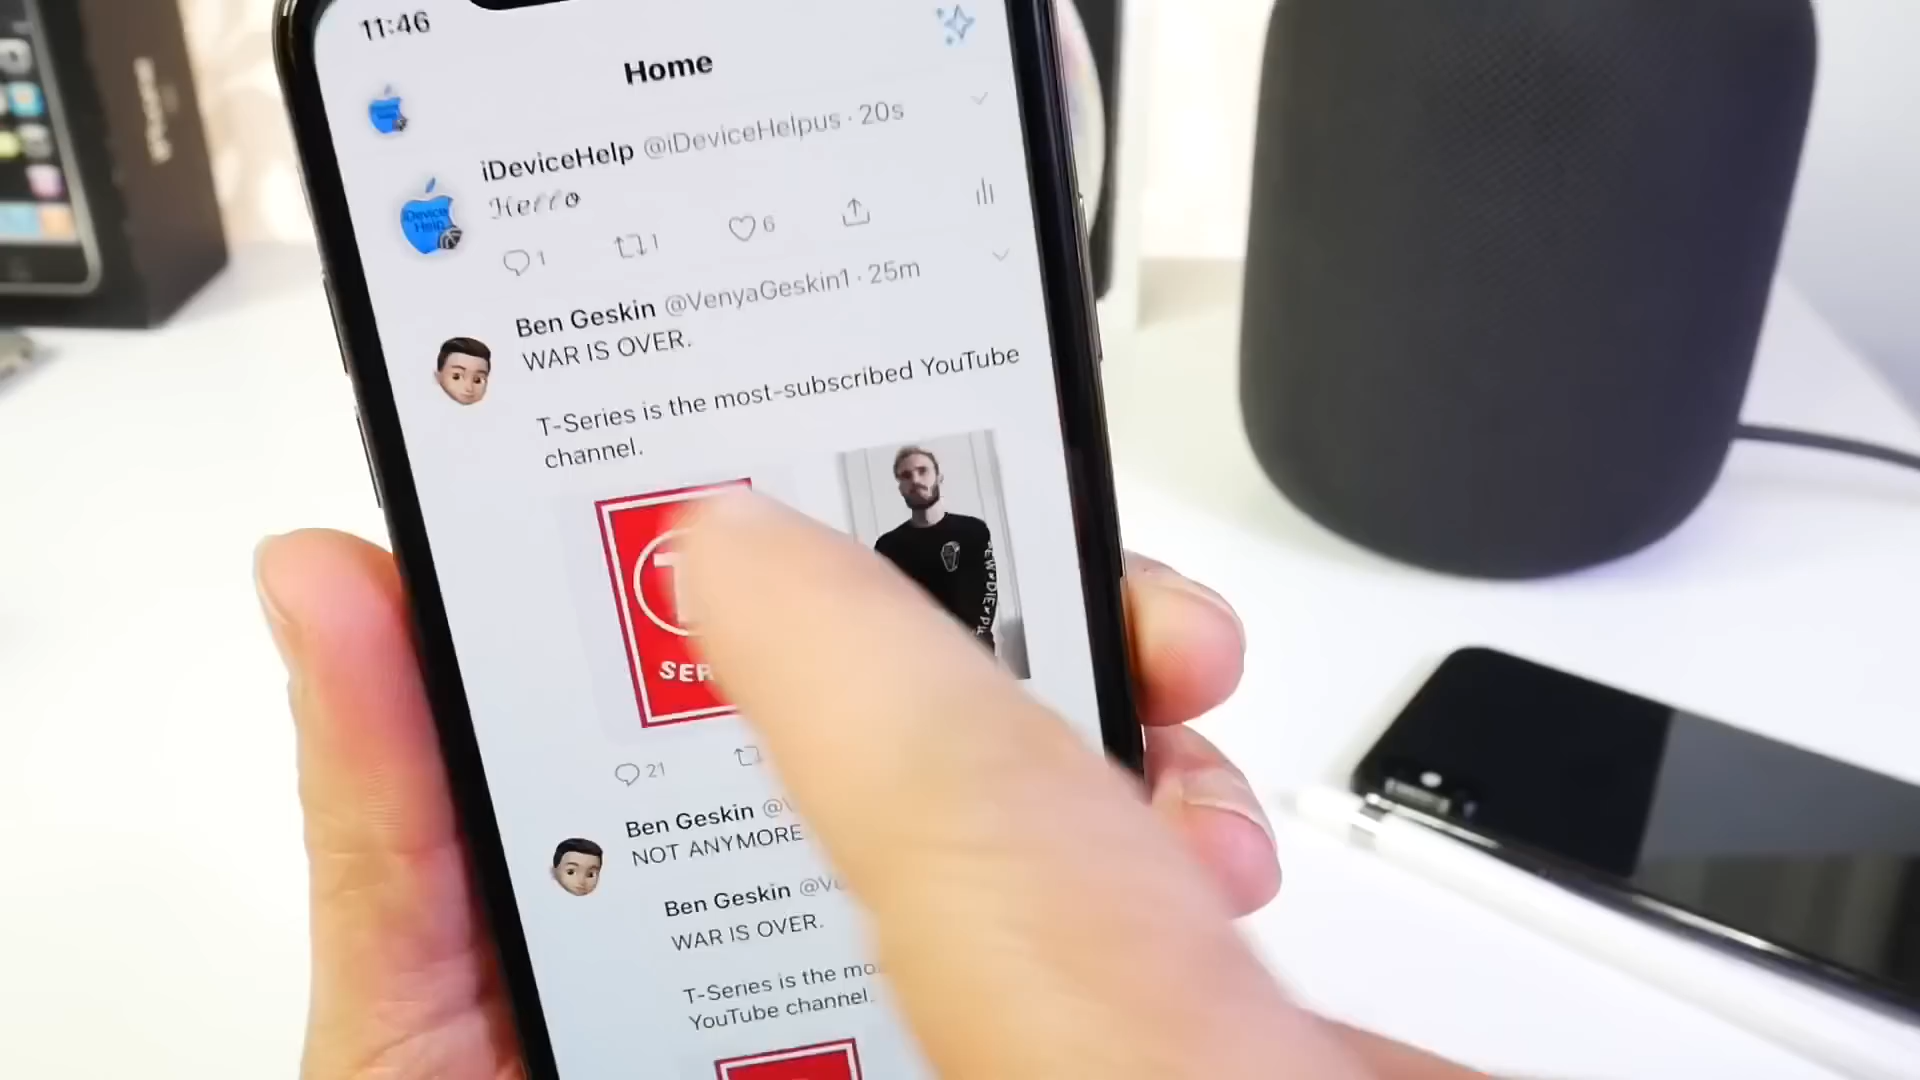 11:46
Home
iDeviceHelp @iDeviceHelpus · 20s
ℋℯ𝓁𝓁ℴ
1
1
6
iDevice
Help
Ben Geskin @VenyaGeskin1 · 25m
WAR IS OVER.
T-Series is the most-subscribed YouTube
channel.
21
Ben Geskin
NOT ANYMORE
Ben Geskin
WAR IS OVER.
T-Series is the
YouTube channel.